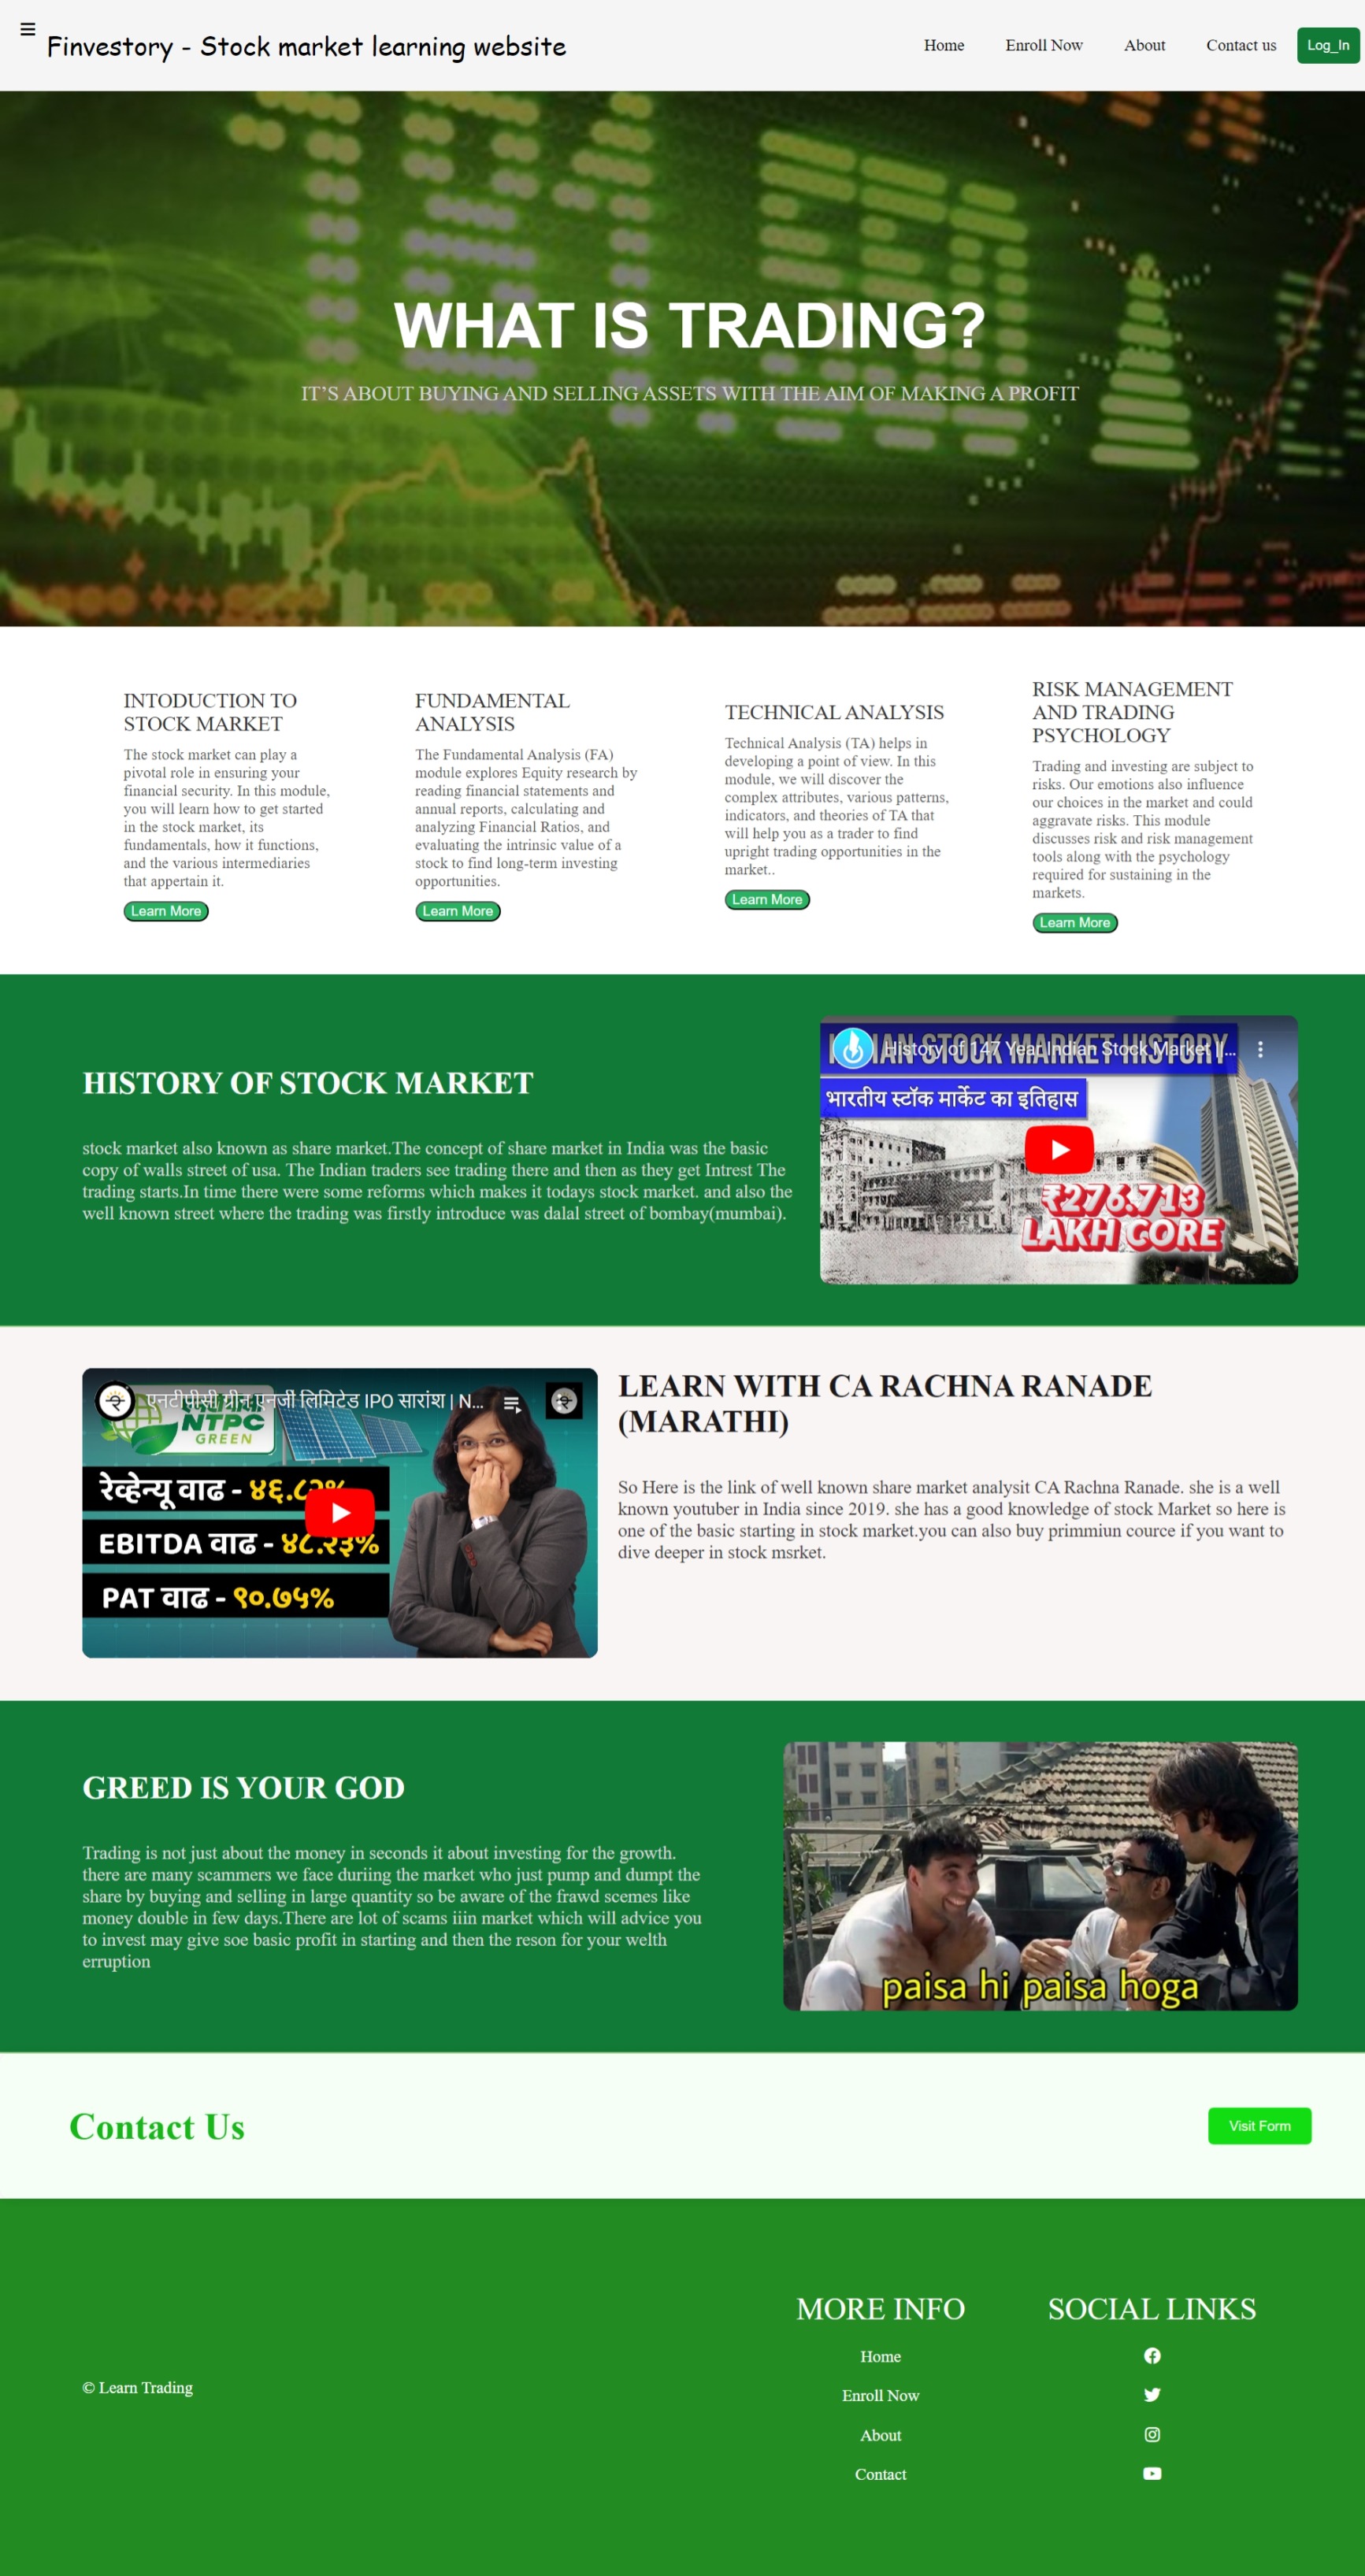 Finvestory - Stock market learning website
Home
Enroll Now
About
Contact us
Log_In
WHAT IS TRADING?
IT'S ABOUT BUYING AND SELLING ASSETS WITH THE AIM OF MAKING A PROFIT
INTODUCTION TO
STOCK MARKET
The stock market can play a
pivotal role in ensuring your
financial security. In this module,
you will learn how to get started
in the stock market, its
fundamentals, how it functions,
and the various intermediaries
that appertain it.
Learn More
FUNDAMENTAL
ANALYSIS
The Fundamental Analysis (FA)
module explores Equity research by
reading financial statements and
annual reports, calculating and
analyzing Financial Ratios, and
evaluating the intrinsic value of a
stock to find long-term investing
opportunities.
Learn More
TECHNICAL ANALYSIS
Technical Analysis (TA) helps in
developing a point of view. In this
module, we will discover the
complex attributes, various patterns,
indicators, and theories of TA that
will help you as a trader to find
upright trading opportunities in the
market..
Learn More
RISK MANAGEMENT
AND TRADING
PSYCHOLOGY
Trading and investing are subject to
risks. Our emotions also influence
our choices in the market and could
aggravate risks. This module
discusses risk and risk management
tools along with the psychology
required for sustaining in the
markets.
Learn More
HISTORY OF STOCK MARKET
stock market also known as share market.The concept of share market in India was the basic
copy of walls street of usa. The Indian traders see trading there and then as they get Intrest The
trading starts.In time there were some reforms which makes it todays stock market. and also the
well known street where the trading was firstly introduce was dalal street of bombay(mumbai).
STOCK MARKET HISTORY
History of 147 Year Indian Stock Market ||...
भारतीय स्टॉक मार्केट का इतिहास
₹276.713
LAKH CORE
एनटीपीसी ग्रीन एनर्जी लिमिटेड IPO सारांश | N...
NTPC
GREEN
रेव्हेन्यू वाढ - ४६.८२%
EBITDA वाढ - ४८.२३%
PAT वाढ - ९०.७५%
LEARN WITH CA RACHNA RANADE
(MARATHI)
So Here is the link of well known share market analysit CA Rachna Ranade. she is a well
known youtuber in India since 2019. she has a good knowledge of stock Market so here is
one of the basic starting in stock market.you can also buy primmiun cource if you want to
dive deeper in stock msrket.
GREED IS YOUR GOD
Trading is not just about the money in seconds it about investing for the growth.
there are many scammers we face duriing the market who just pump and dumpt the
share by buying and selling in large quantity so be aware of the frawd scemes like
money double in few days.There are lot of scams iiin market which will advice you
to invest may give soe basic profit in starting and then the reson for your welth
erruption
paisa hi paisa hoga
Contact Us
Visit Form
© Learn Trading
MORE INFO
Home
Enroll Now
About
Contact
SOCIAL LINKS